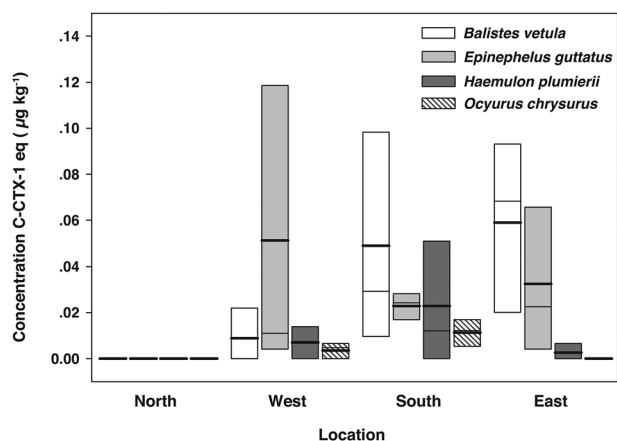 Concentration C-CTX-1 eq ( µg kg⁻¹)
.14
.12
.10
.08
.06
.04
.02
0.00
Balistes vetula
Epinephelus guttatus
Haemulon plumierii
Ocyurus chrysurus
North West South East
Location